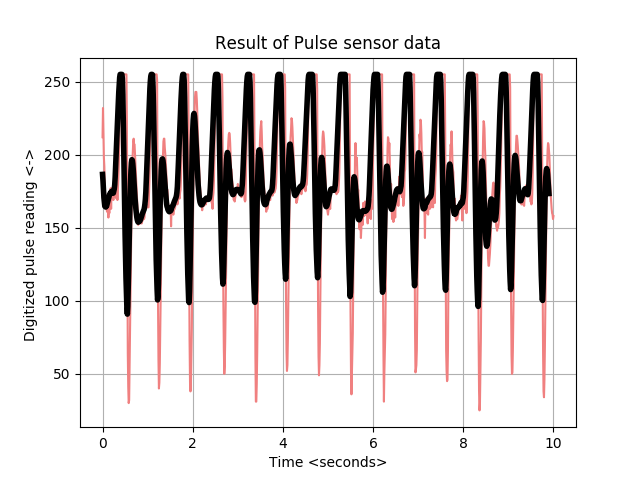 Result of Pulse sensor data
Digitized pulse reading <->
250
200
150
100
50
0 2 4 6 8 10
Time <seconds>